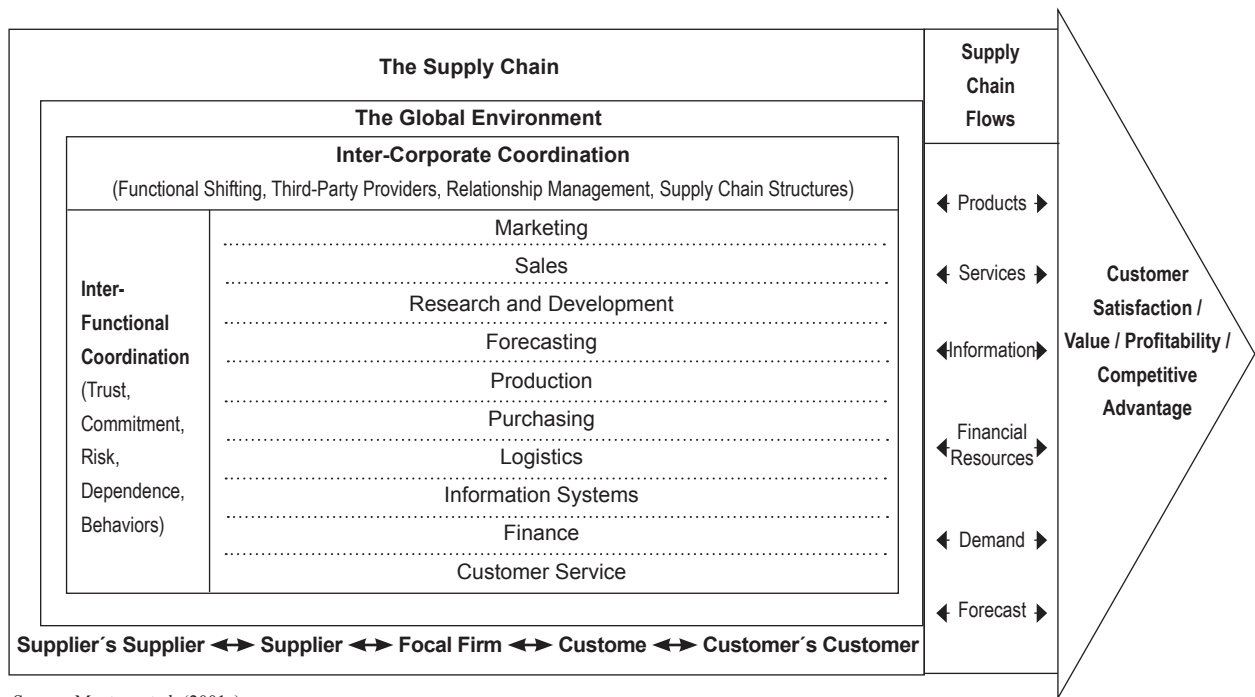 The Supply Chain
The Global Environment
Inter-Corporate Coordination
(Functional Shifting, Third-Party Providers, Relationship Management, Supply Chain Structures)
Inter-
Functional
Coordination
(Trust,
Commitment,
Risk,
Dependence,
Behaviors)
Marketing
Sales
Research and Development
Forecasting
Production
Purchasing
Logistics
Information Systems
Finance
Customer Service
Supplier´s Supplier Supplier Focal Firm Custome Customer´s Customer
Supply
Chain
Flows
Products
Services
Information
Financial
Resources
Demand
Forecast
Customer
Satisfaction /
Value / Profitability /
Competitive
Advantage